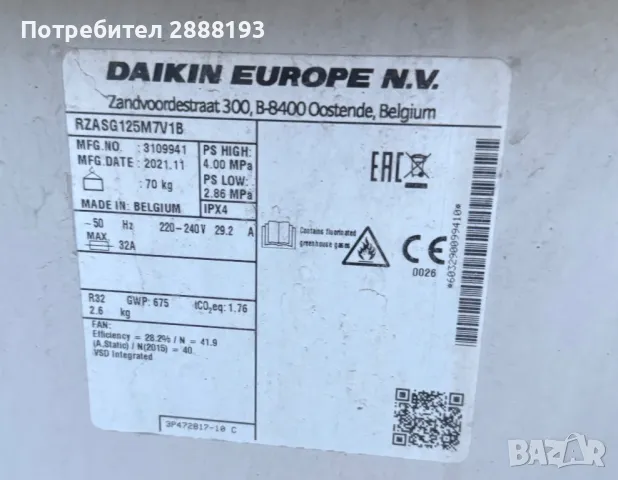 Потребител 2888193
DAIKIN EUROPE N.V.
Zandvoordestraat 300, B-8400 Oostende, Belgium
RZASG125M7V1B
MFG.NO. : 3109941
MFG.DATE : 2021.11
: 70 kg
MADE IN: BELGIUM
PS HIGH:
4.00 MPa
PS LOW:
2.86 MPa
IPX4
~50 Hz 220-240V 29.2 A
MAX.
32A
EAC
Contains fluorinated
greenhouse gases
CE
0026
*603290099410*
R32 GWP: 675 tCO₂eq: 1.76
2.6 kg
FAN:
Efficiency = 28.2% / N = 41.9
(A.Static) / N(2015) = 40
VSD Integrated
3P472817-10 C
BAZAR